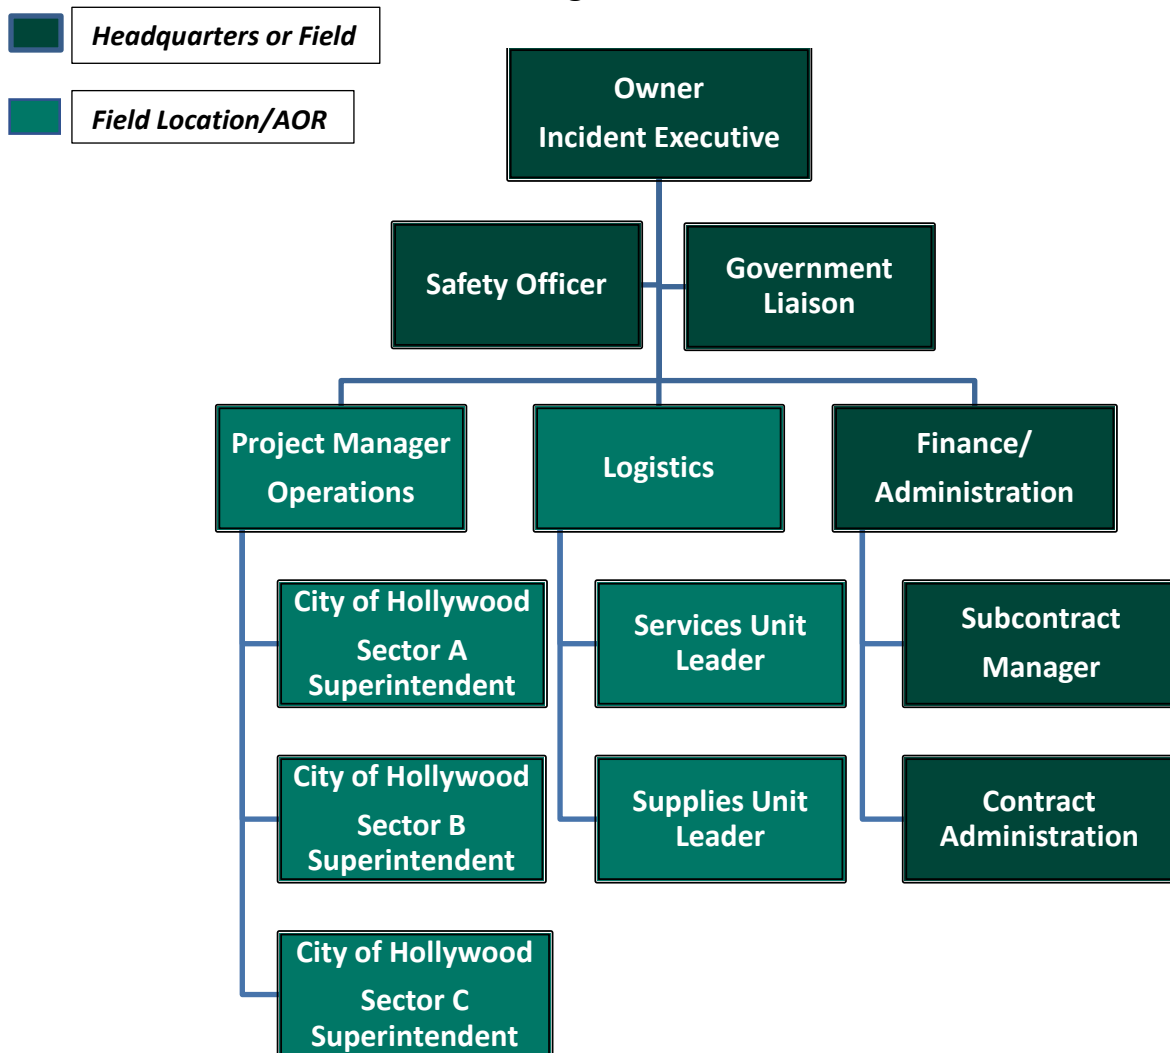 Headquarters or Field
Field Location/AOR
Owner
Incident Executive
Safety Officer
Government
Liaison
Project Manager
Operations
Logistics
Finance/
Administration
City of Hollywood
Sector A
Superintendent
Services Unit
Leader
Subcontract
Manager
City of Hollywood
Sector B
Superintendent
Supplies Unit
Leader
Contract
Administration
City of Hollywood
Sector C
Superintendent